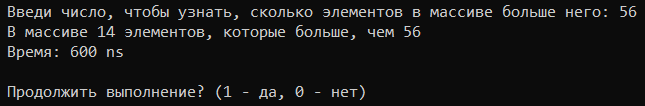 Введи число, чтобы узнать, сколько элементов в массиве больше него: 56
В массиве 14 элементов, которые больше, чем 56
Время: 600 ns
Продолжить выполнение? (1 - да, 0 - нет)